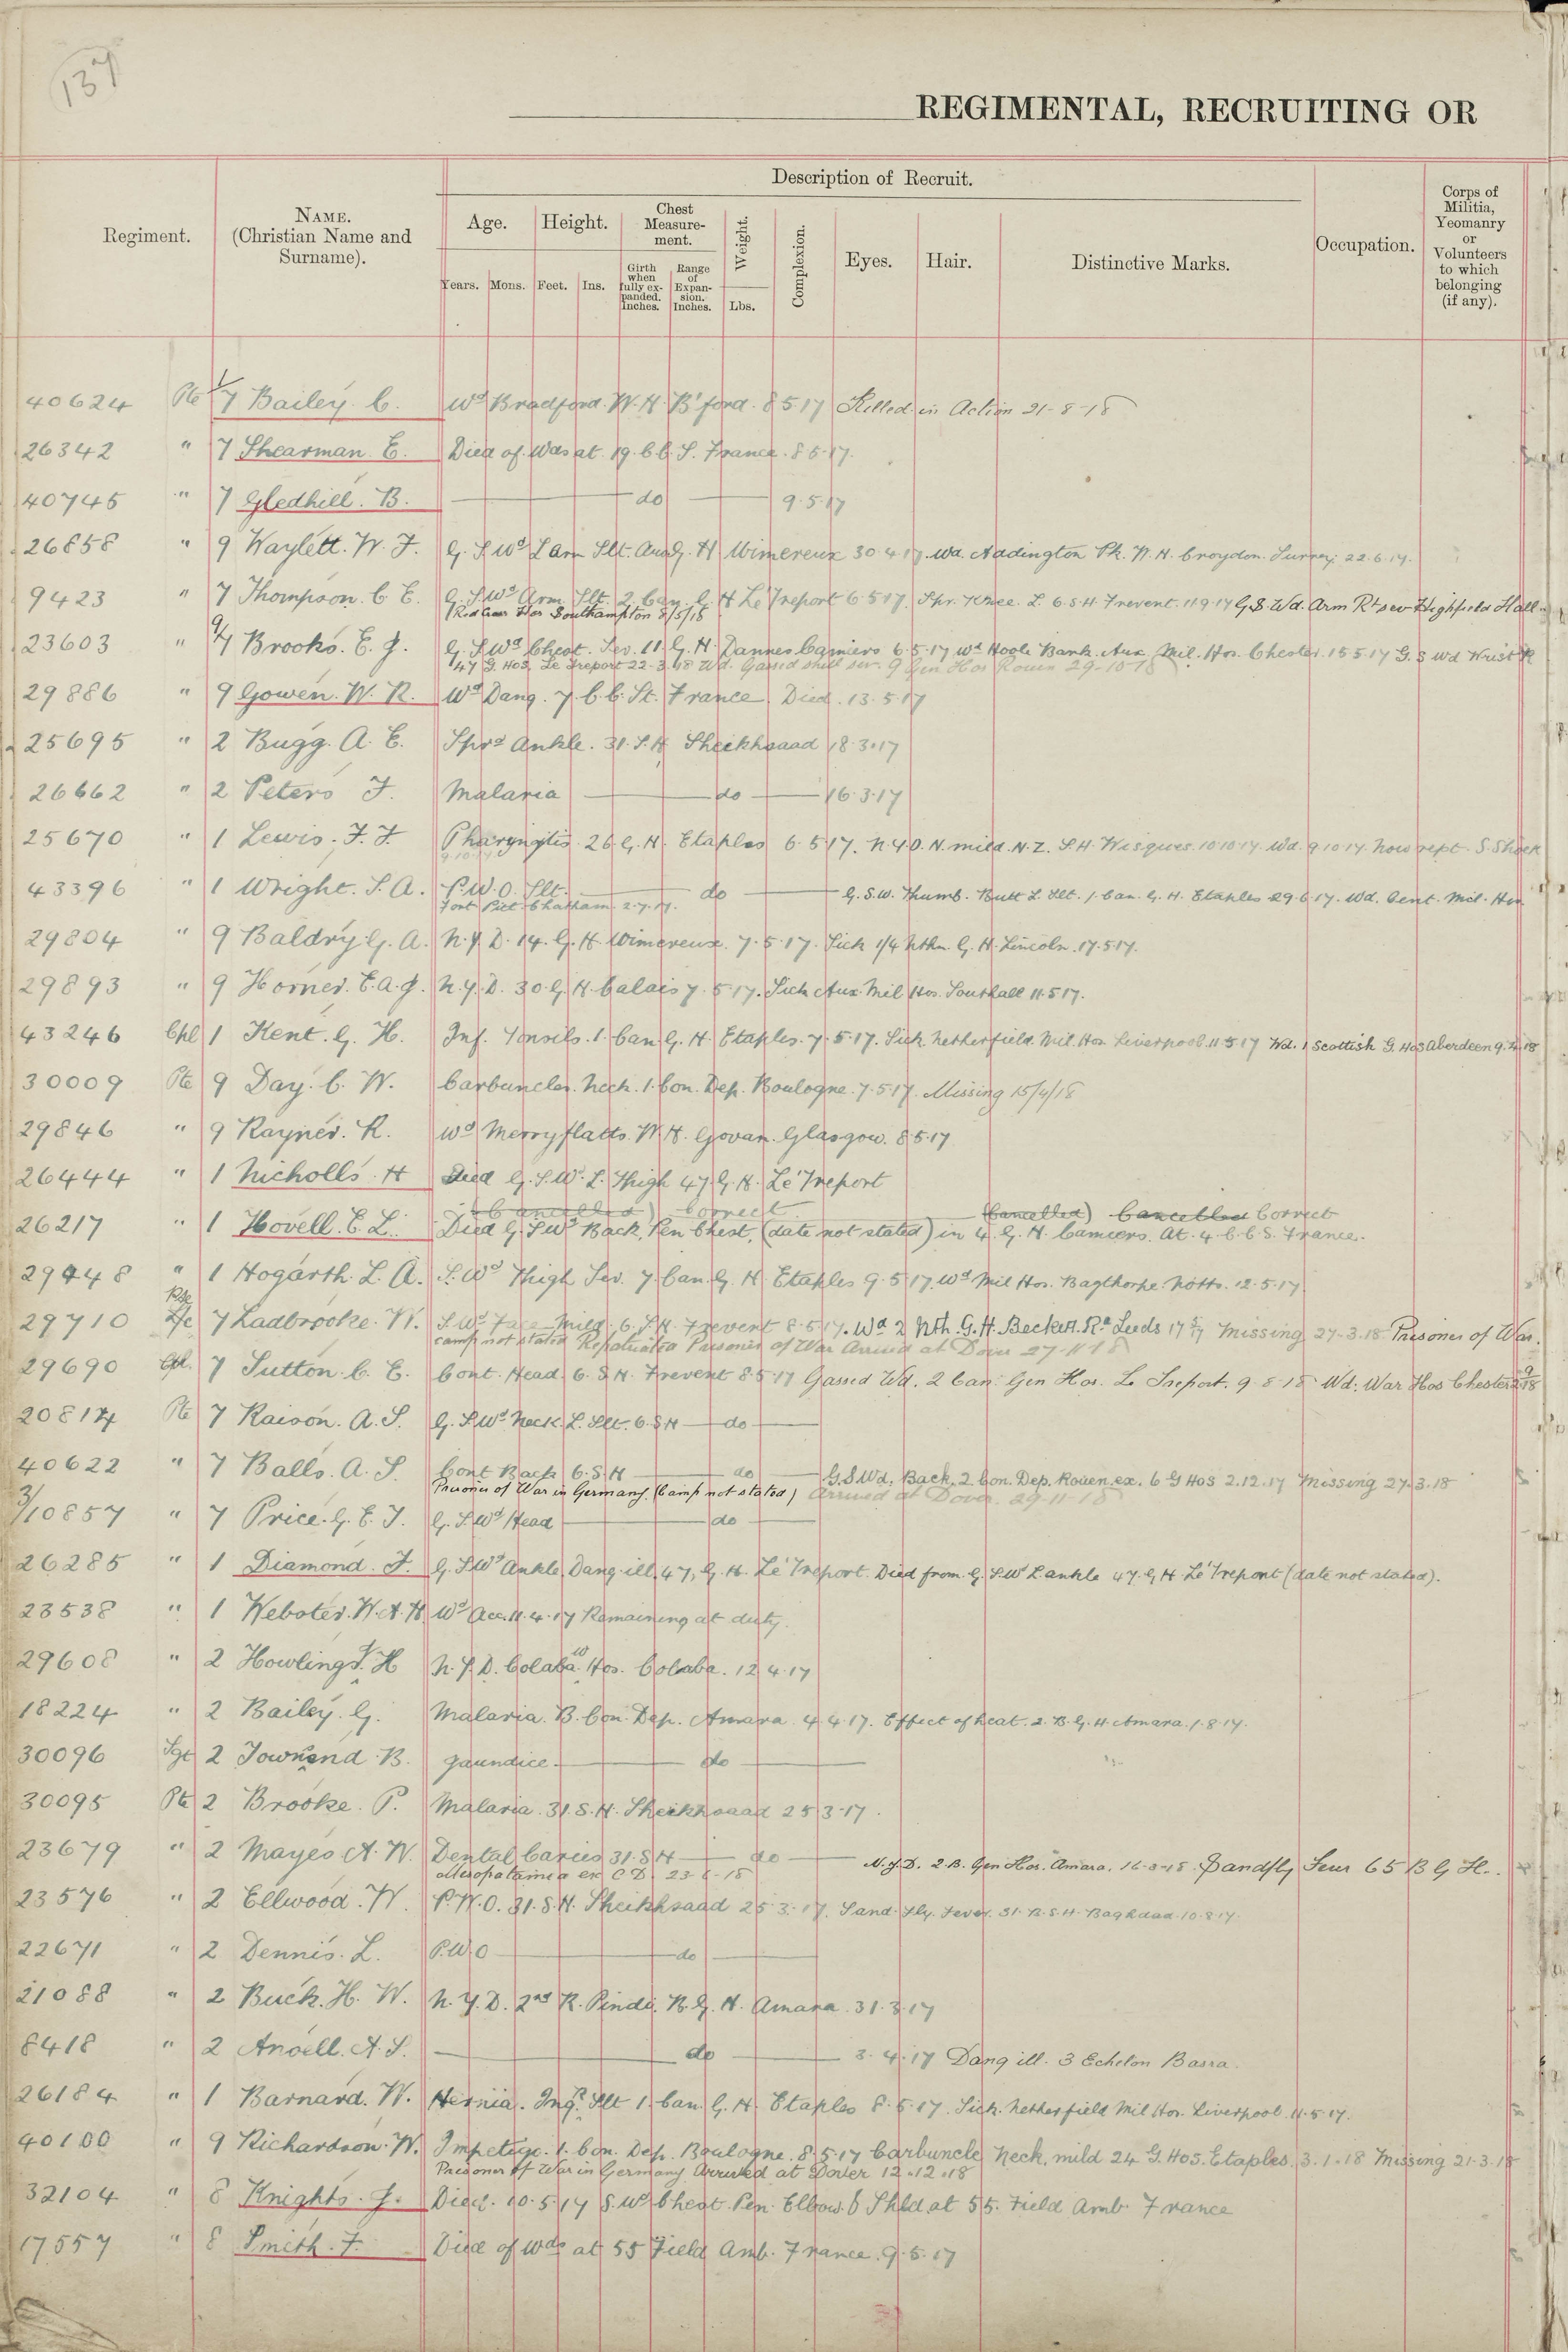 137
REGIMENTAL, RECRUITING OR
Regiment.
NAME.
(Christian Name and
Surname).
Description of Recruit.
Age.
Height.
Chest
Measure-
ment.
Weight.
Complexion.
Eyes.
Hair.
Distinctive Marks.
Occupation.
Corps of
Militia,
Yeomanry
or
Volunteers
to which
belonging
(if any).
Years.
Mons.
Feet.
Ins.
Girth
when
fully ex-
panded.
Inches.
Range
of
Expan-
sion.
Inches.
Lbs.
40624 Pte 7 Bailey. C. Wd Bradford. W.H. B'ford. 8.5.17 Killed in Action 21-8-18
26342 " 7 Shearman. E. Died of Wds at. 19. C.C.S. France. 8.5.17.
40745 " 7 Gledhill. B. do 9.5.17
26858 " 9 Waylett. W. F. G.S.Wd L arm Slt. Aus G.H. Wimereux 30.4.17. Wd. Addington Pk. W.H. Croydon. Surrey. 22.6.17.
9423 " 7 Thompson. C. E. G.S.Wd Arm Slt. 2. Can. G.H Le Treport 6.5.17. Spr. Knee. L. 6.S.H. Frevent. 11.9.17 G.S. Wd. Arm Rt sev Highfield Hall
Hos Southampton 8/5/18
23603 " 7 Brooks. E. J. G.S.Wd Chest. Sev. 11. G.H. Dannes Camiers 6.5.17 Wd Hoole Bank. Aux. Mil. Hos. Chester. 15.5.17 G.S Wd Wrist R
47 G Hos. Le Treport 22-3-18 Wd. Gassed shell sev. 9 Gen Hos Rouen 29-10-18
29886 " 9 Gowen. W. R. Wd Dang. 7. C.C. St. France. Died. 13.5.17
25695 " 2 Bugg. A. E. Sprd Ankle. 31. S.H. Sheikhsaad 18.3.17
26662 " 2 Peters F. Malaria do 16.3.17
25670 " 1 Lewis. F. F. Pharyngitis. 26. G.H. Etaples 6.5.17. N.Y.D.N. mild. N.Z. S.H. Wisques. 10.10.17. Wd. 9.10.17. now rept. S. Shock
9.10.17
43396 " 1 Wright. S. A. P.U.O. Slt. do G.S.W. Thumb. Butt L Slt. 1. Can. G.H. Etaples 29.6.17. Wd. Cent. Mil. Hos
Fort Pitt. Chatham. 2.7.17.
29804 " 9 Baldry. G. A. N.Y.D. 14. G.H. Wimereux. 7.5.17. Sick 1/4 Nthn. G.H. Lincoln. 17.5.17.
29893 " 9 Horner. E. A. J. N.Y.D. 30. G.H. Calais 7.5.17. Sick Aux. Mil Hos. Southall 11.5.17.
43246 Cpl 1 Kent. G. H. Inf. Tonsils. 1. Can G.H. Etaples. 7.5.17. Sick. Netherfield. Mil. Hos. Liverpool. 11.5.17 Wd. 1 Scottish G. Hos Aberdeen 9.4.18
30009 Pte 9 Day. C. W. Carbuncles. Neck. 1. Con. Dep. Boulogne. 7.5.17. Missing 15/4/18
29846 " 9 Rayner. R. Wd Merryflatts. W.H. Govan. Glasgow. 8.5.17
26444 " 1 Nicholls. H Died G.S.W. L. Thigh 47. G.H. Le Treport
(Cancelled) Correct (Cancelled) Cancelled Correct
26217 " 1 Hovell. E. L. Died G.S.Wd Back, Pen Chest, (date not stated) in 4. G.H. Camiers. At. 4. C.C.S. France.
29448 " 1 Hogarth. L. A. S.Wd Thigh Sev. 7. Can. G.H. Etaples 9.5.17. Wd Mil Hos. Bagthorpe. Notts. 12.5.17
Pte
29710 L/c 7 Ladbrooke. W. S.Wd Face Mild. 6. S.H. Frevent 8.5.17. Wd 2 Nth. G.H. Beckett. Rd Leeds 17 5/17 Missing 27-3-18 Prisoner of War.
camp not stated Repatriated Prisoner of War Arrived at Dover 27-11-18
29690 Cpl. 7 Sutton. C. E. Cont. Head 6. S.H. Frevent 8.5.17 Gassed Wd. 2 Can. Gen Hos. Le Treport. 9-8-18 Wd. War Hos Chester
20814 Pte 7 Raison. A. S. G.S.Wd. Neck. L. Slt. 6. S H do
40622 " 7 Balls. A. S. Cont Back 6. S.H do G.S Wd. Back. 2. Con. Dep. Rouen. ex. 6 G Hos 2.12.17 Missing 27.3.18
Prisoner of War in Germany. (Camp not stated) Arrived at Dover. 29-11-18
3/10857 " 7 Price. G. E. J. G.S.Wd Head do
26285 " 1 Diamond. F. G.S.Wd Ankle, Dang. ill. 47, G.H. Le Treport. Died from. G.S.Wd L ankle 47. G.H. Le Treport (date not stated).
23538 " 1 Webster. W. A. H. Wd Acc. 11.4.17 Remaining at duty.
29608 " 2 Howlings. H N.Y.D. Colaba W Hos. Colaba. 12.4.17
18224 " 2 Bailey. G. Malaria. B. Con. Dep. Amara. 4.4.17. Effect of heat. 2. B.G.H. Amara. 1.8.17.
30096 Sgt 2 Townend. B. Jaundice. do
30095 Pte 2 Brooke. P. Malaria. 31. S.H. Sheikhsaad 25.3.17.
23679 " 2 Mayes. A. W. Dental Caries 31. S H do N.Y.D. 2. B. Gen Hos. Amara. 16-3-18. Sandfly Fever 65 B G H.
Mesopotamia ex C.D. 23-6-18
23576 " 2 Ellwood. W. P.U.O. 31. S.H. Sheikhsaad 25.3.17. Sand. fly. Fever. 31. B.S.H. Baghdad. 10.8.17.
22671 " 2 Dennis. L. P.U.O do
21088 " 2 Buck. H. W. N.Y.D. 2nd R. Pindi. B.G.H. Amara. 31.3.17
8418 " 2 Ansell. A. S. do 3.4.17 Dang ill. 3 Echelon Basra.
26184 " 1 Barnard. W. Hernia. Ingl. Slt 1. Can. G.H. Etaples 8.5.17. Sick. Netherfield Mil Hos. Liverpool. 11.5.17.
40100 " 9 Richardson. W. Impetigo. 1. Con. Dep. Boulogne. 8.5.17 Carbuncle Neck, mild 24 G. Hos. Etaples. 3.1.18 Missing 21-3-18
Prisoner of War in Germany Arrived at Dover 12.12.18
32104 " 8 Knights. J. Died. 10.5.17 S.Wd Chest. Pen. Elbow. & Shld. at 55. Field Amb. France
17557 " 8 Smith. F. Died of Wds at 55 Field Amb. France. 9.5.17